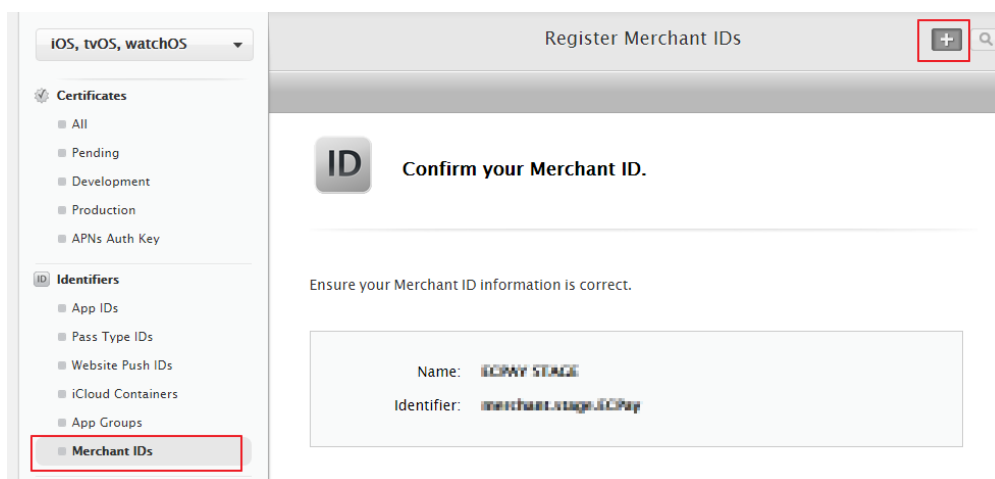 iOS, tvOS, watchOS
Register Merchant IDs
Certificates
All
Pending
Development
Production
APNs Auth Key
ID
Identifiers
App IDs
Pass Type IDs
Website Push IDs
iCloud Containers
App Groups
Merchant IDs
ID
Confirm your Merchant ID.
Ensure your Merchant ID information is correct.
Name:
Identifier: